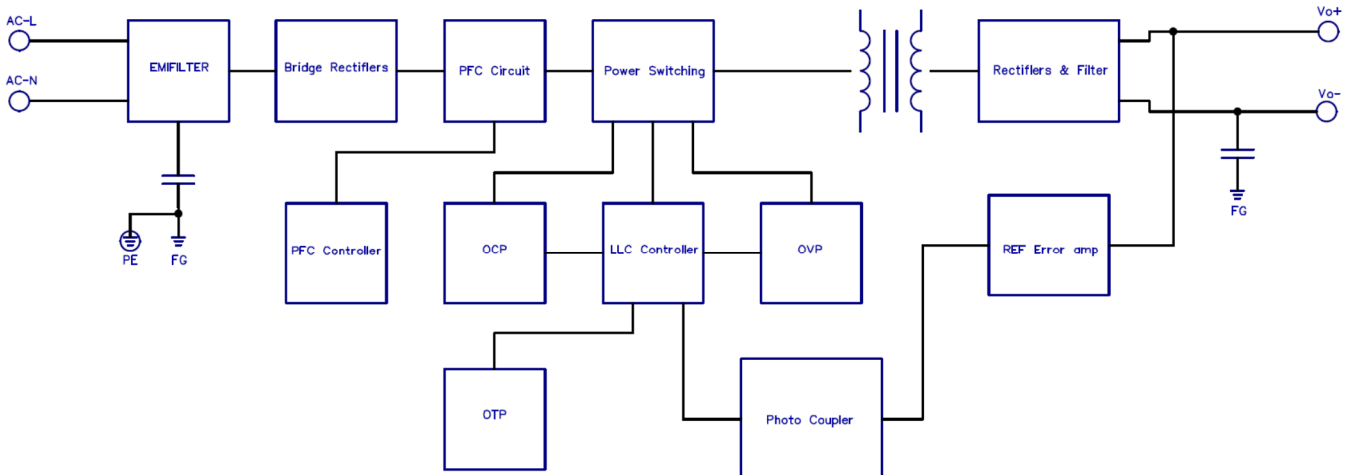 AC-L
AC-N
EMIFILTER
Bridge Rectifiers
PFC Circuit
Power Switching
Rectiflers & Filter
Vo+
Vo-
PE
FG
FG
PFC Controller
OCP
LLC Controller
OVP
REF Error amp
OTP
Photo Coupler